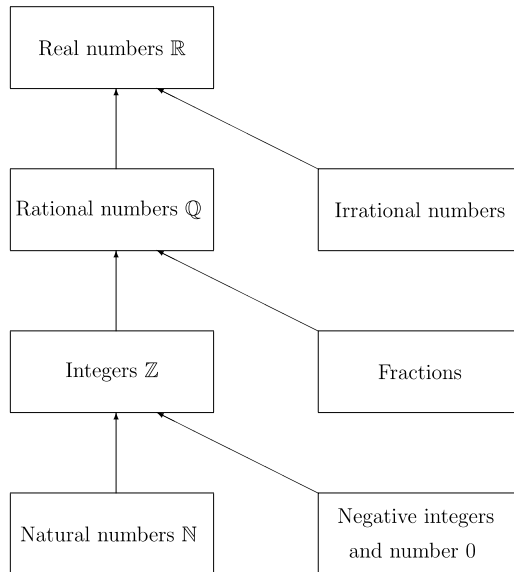 Real numbers ℝ
Rational numbers ℚ
Irrational numbers
Integers ℤ
Fractions
Natural numbers ℕ
Negative integers
and number 0